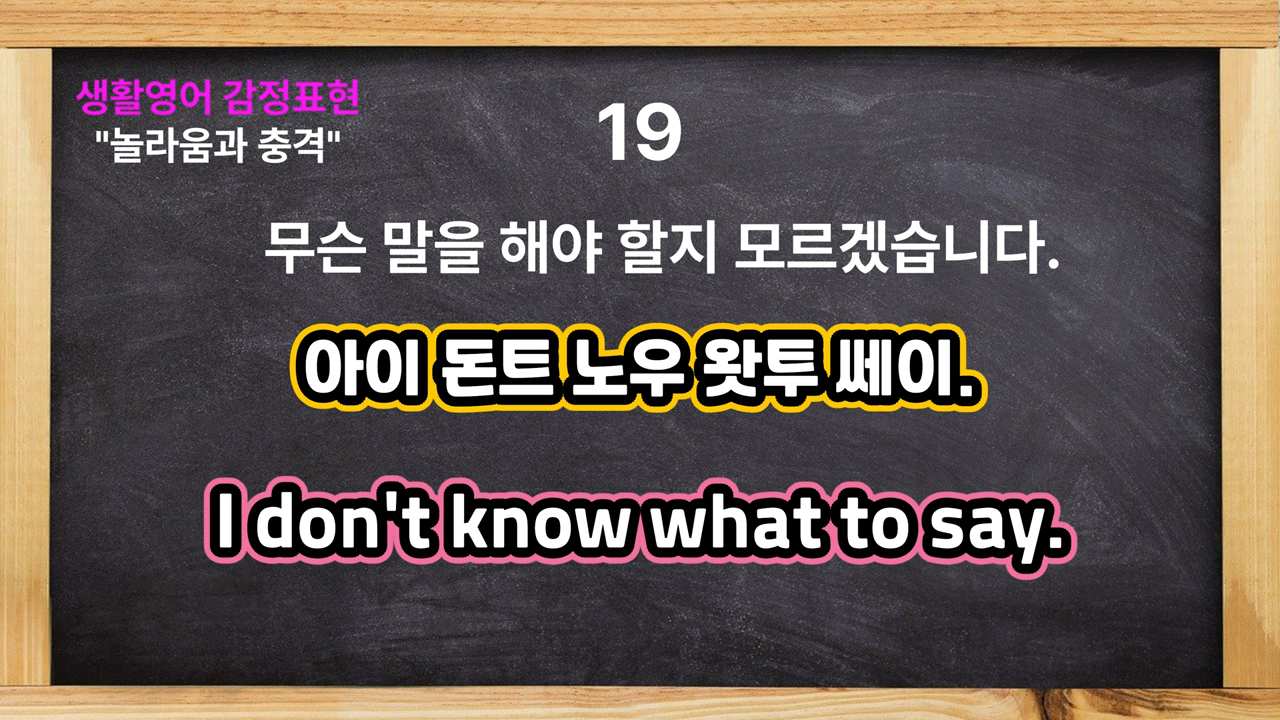 생활영어 감정표현
"놀라움과 충격"
19
무슨 말을 해야 할지 모르겠습니다.
아이 돈트 노우 왓투 쎄이.
I don't know what to say.